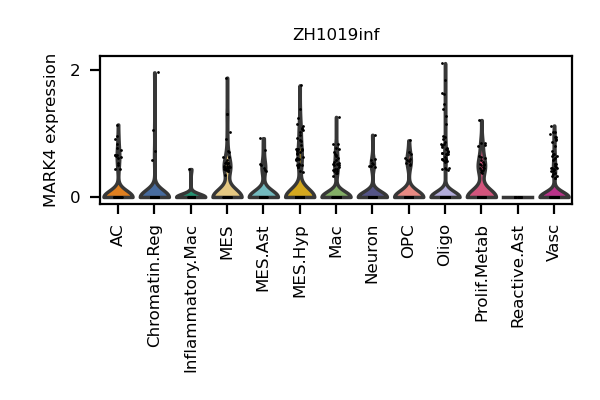 ZH1019inf
MARK4 expression
2
0
AC
Chromatin.Reg
Inflammatory.Mac
MES
MES.Ast
MES.Hyp
Mac
Neuron
OPC
Oligo
Prolif.Metab
Reactive.Ast
Vasc